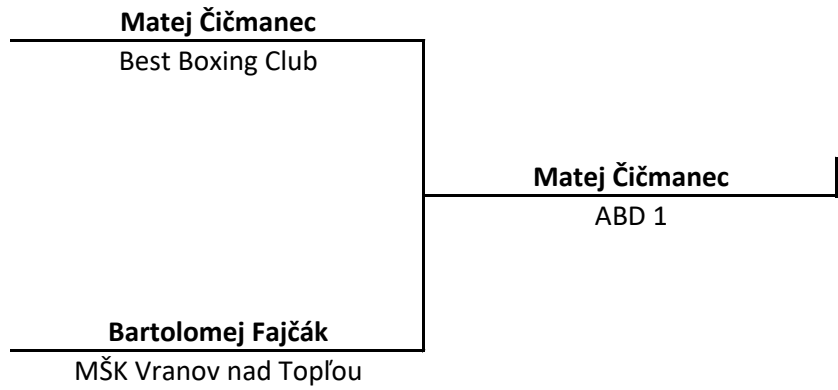 Matej Čičmanec
Best Boxing Club
Matej Čičmanec
ABD 1
Bartolomej Fajčák
MŠK Vranov nad Topľou